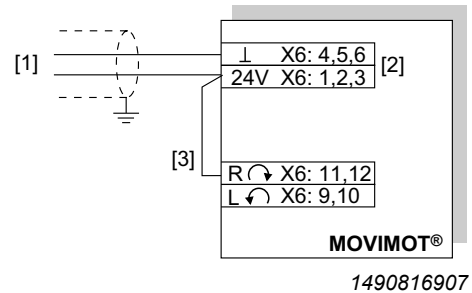 [1]
⊥ X6: 4,5,6
[2]
24V X6: 1,2,3
[3]
R X6: 11,12
L X6: 9,10
MOVIMOT®
1490816907